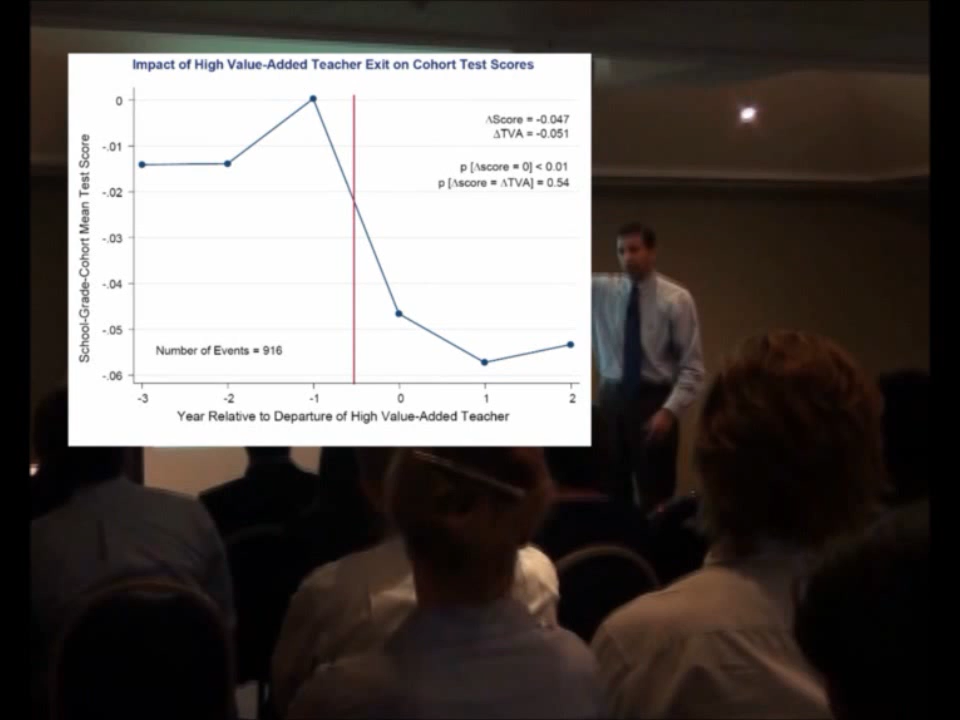 Impact of High Value-Added Teacher Exit on Cohort Test Scores
School-Grade-Cohort Mean Test Score
0
-.01
-.02
-.03
-.04
-.05
-.06
ΔScore = -0.047
ΔTVA = -0.051
p [Δscore = 0] < 0.01
p [Δscore = ΔTVA] = 0.54
Number of Events = 916
-3 -2 -1 0 1 2
Year Relative to Departure of High Value-Added Teacher